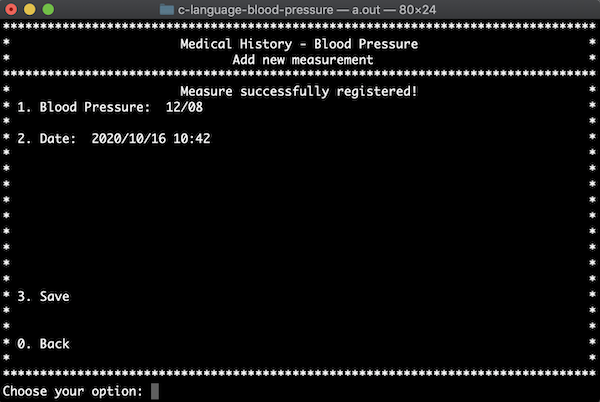 c-language-blood-pressure — a.out — 80×24
********************************************************************************
* Medical History - Blood Pressure *
* Add new measurement *
********************************************************************************
* Measure successfully registered! *
* 1. Blood Pressure: 12/08 *
* *
* 2. Date: 2020/10/16 10:42 *
* *
* *
* *
* *
* *
* *
* *
* *
* *
* 3. Save *
* *
* *
* 0. Back *
* *
********************************************************************************
Choose your option: